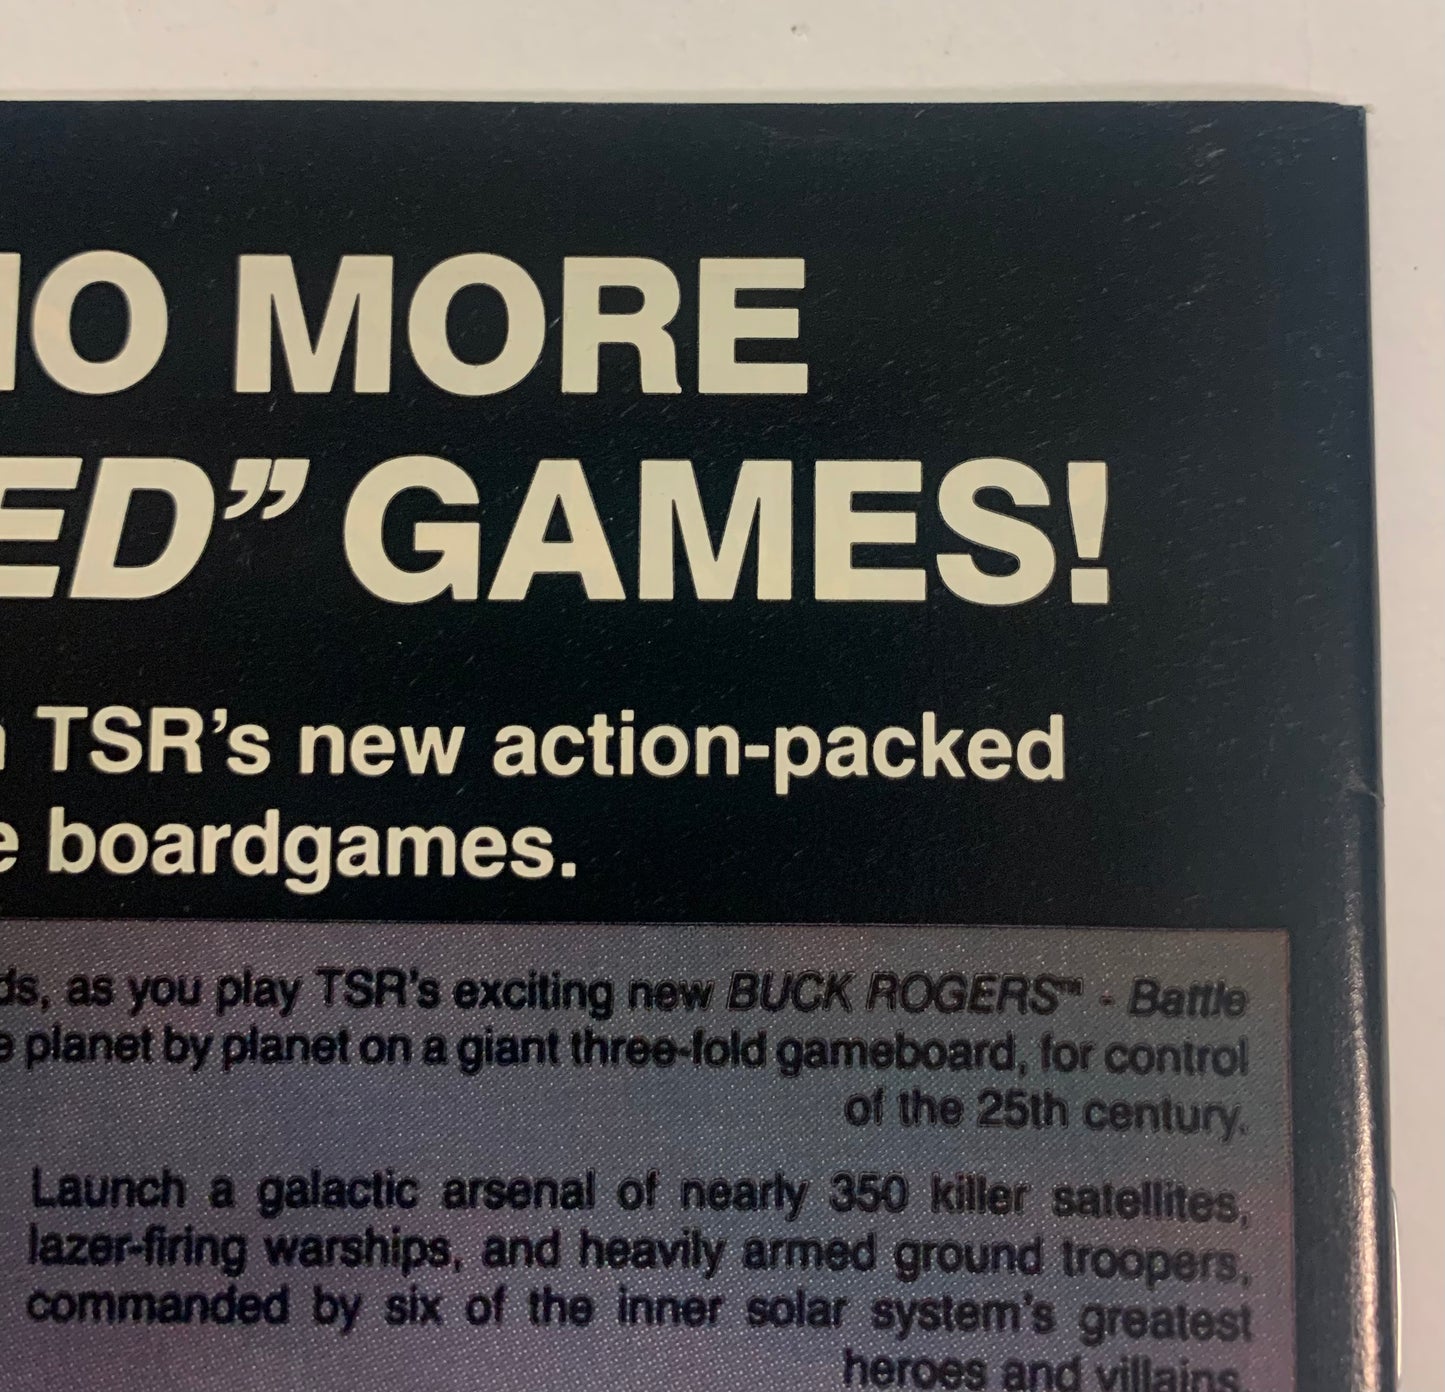 NO MORE
ED” GAMES!
TSR’s new action-packed
boardgames.
as you play TSR’s exciting new BUCK ROGERS™ - Battle
planet by planet on a giant three-fold gameboard, for control
of the 25th century.
Launch a galactic arsenal of nearly 350 killer satellites,
lazer-firing warships, and heavily armed ground troopers,
commanded by six of the inner solar system’s greatest
heroes and villains.